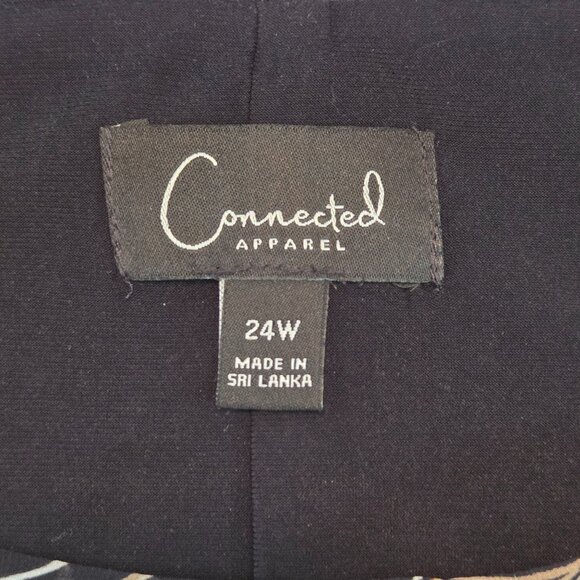 Connected
APPAREL
24W
MADE IN
SRI LANKA